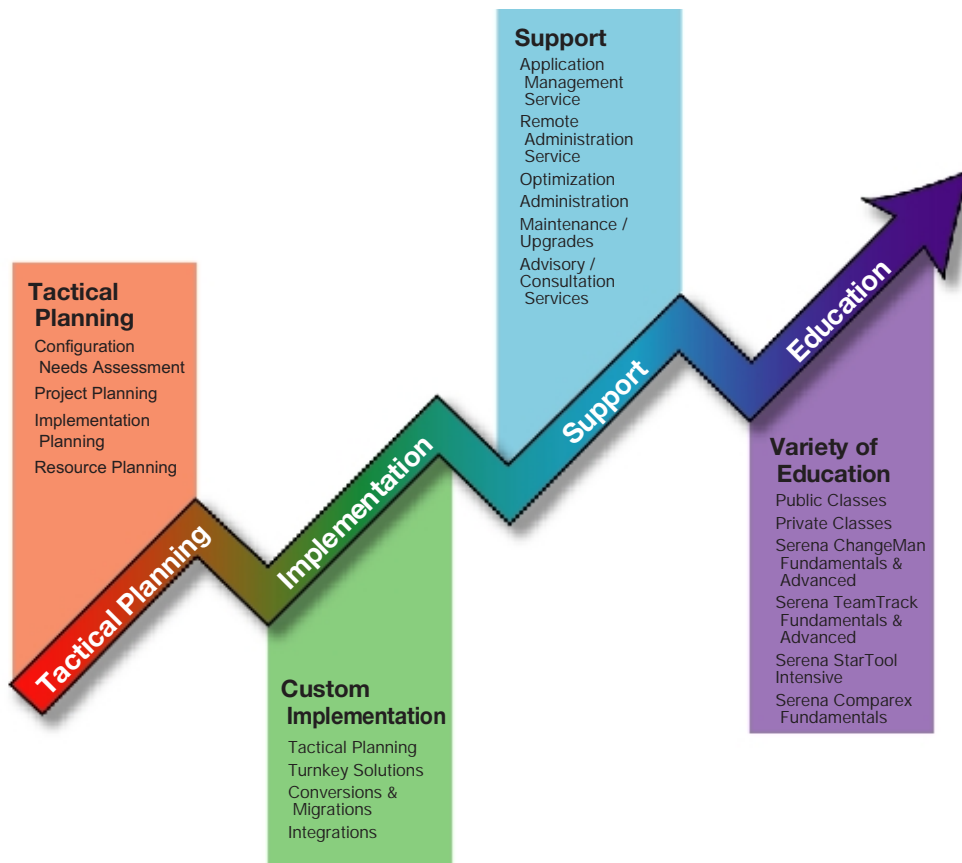 Tactical
Planning
Configuration
Needs Assessment
Project Planning
Implementation
Planning
Resource Planning
Tactical Planning
Custom
Implementation
Tactical Planning
Turnkey Solutions
Conversions &
Migrations
Integrations
Implementation
Support
Application
Management
Service
Remote
Administration
Service
Optimization
Administration
Maintenance /
Upgrades
Advisory /
Consultation
Services
Support
Education
Variety of
Education
Public Classes
Private Classes
Serena ChangeMan
Fundamentals &
Advanced
Serena TeamTrack
Fundamentals &
Advanced
Serena StarTool
Intensive
Serena Comparex
Fundamentals